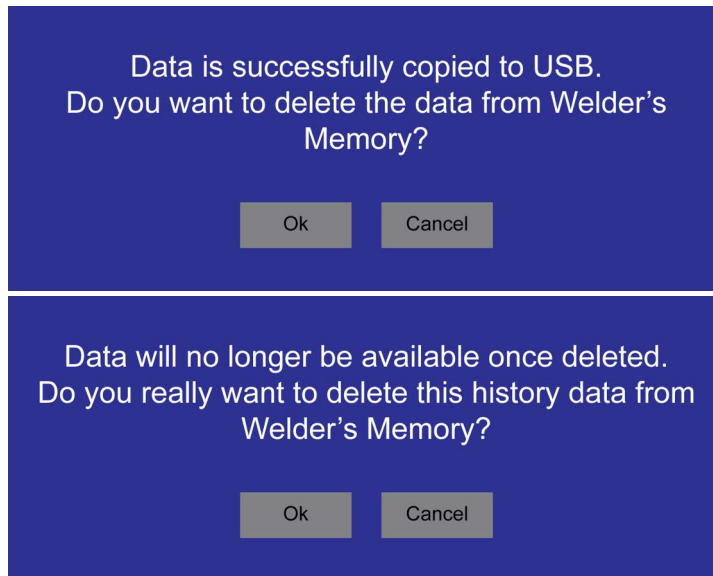 Data is successfully copied to USB.
Do you want to delete the data from Welder’s
Memory?
Ok
Cancel
Data will no longer be available once deleted.
Do you really want to delete this history data from
Welder’s Memory?
Ok
Cancel